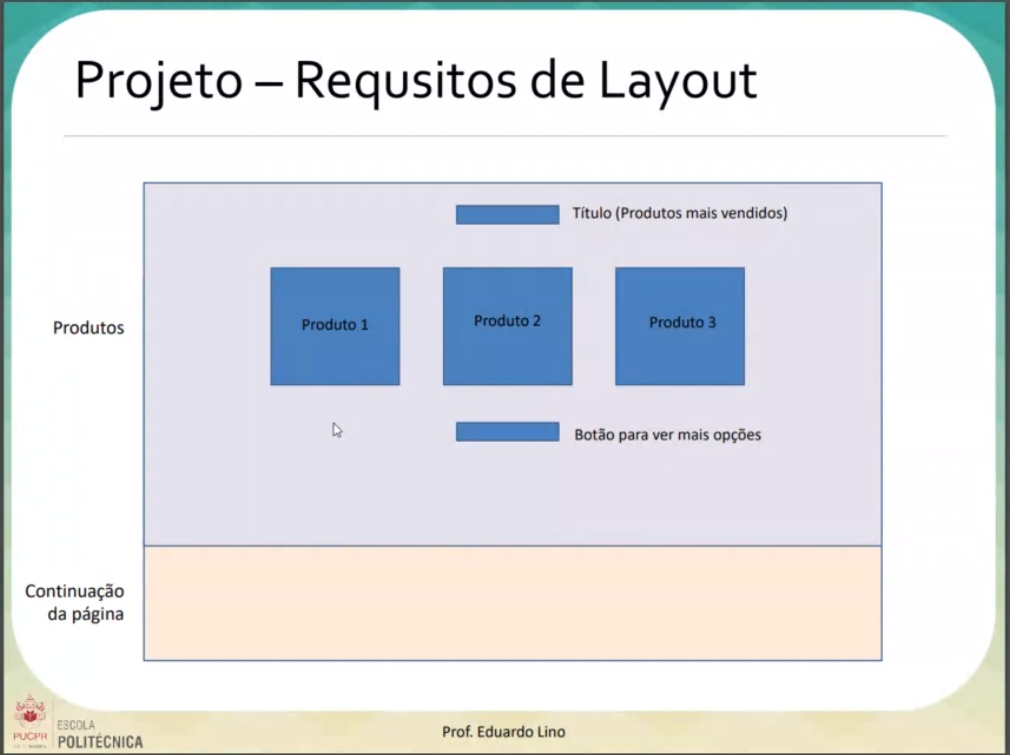 Projeto – Requsitos de Layout
Título (Produtos mais vendidos)
Produtos
Produto 1
Produto 2
Produto 3
Botão para ver mais opções
Continuação
da página
PUCPR
ESCOLA
POLITÉCNICA
Prof. Eduardo Lino